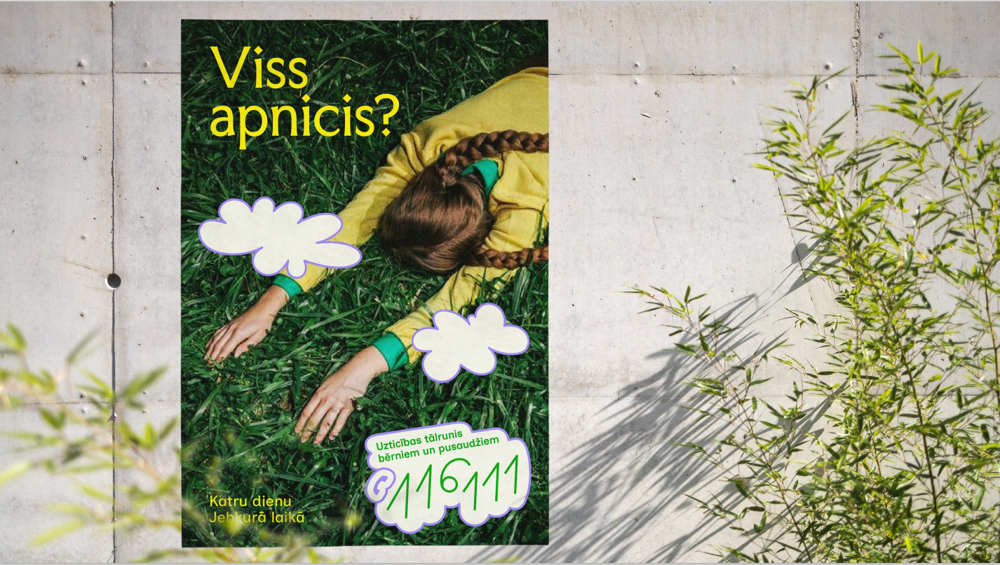 Viss
apnicis?
Uzticības tālrunis
bērniem un pusaudžiem
116111
Katru dienu
Jebkurā laikā